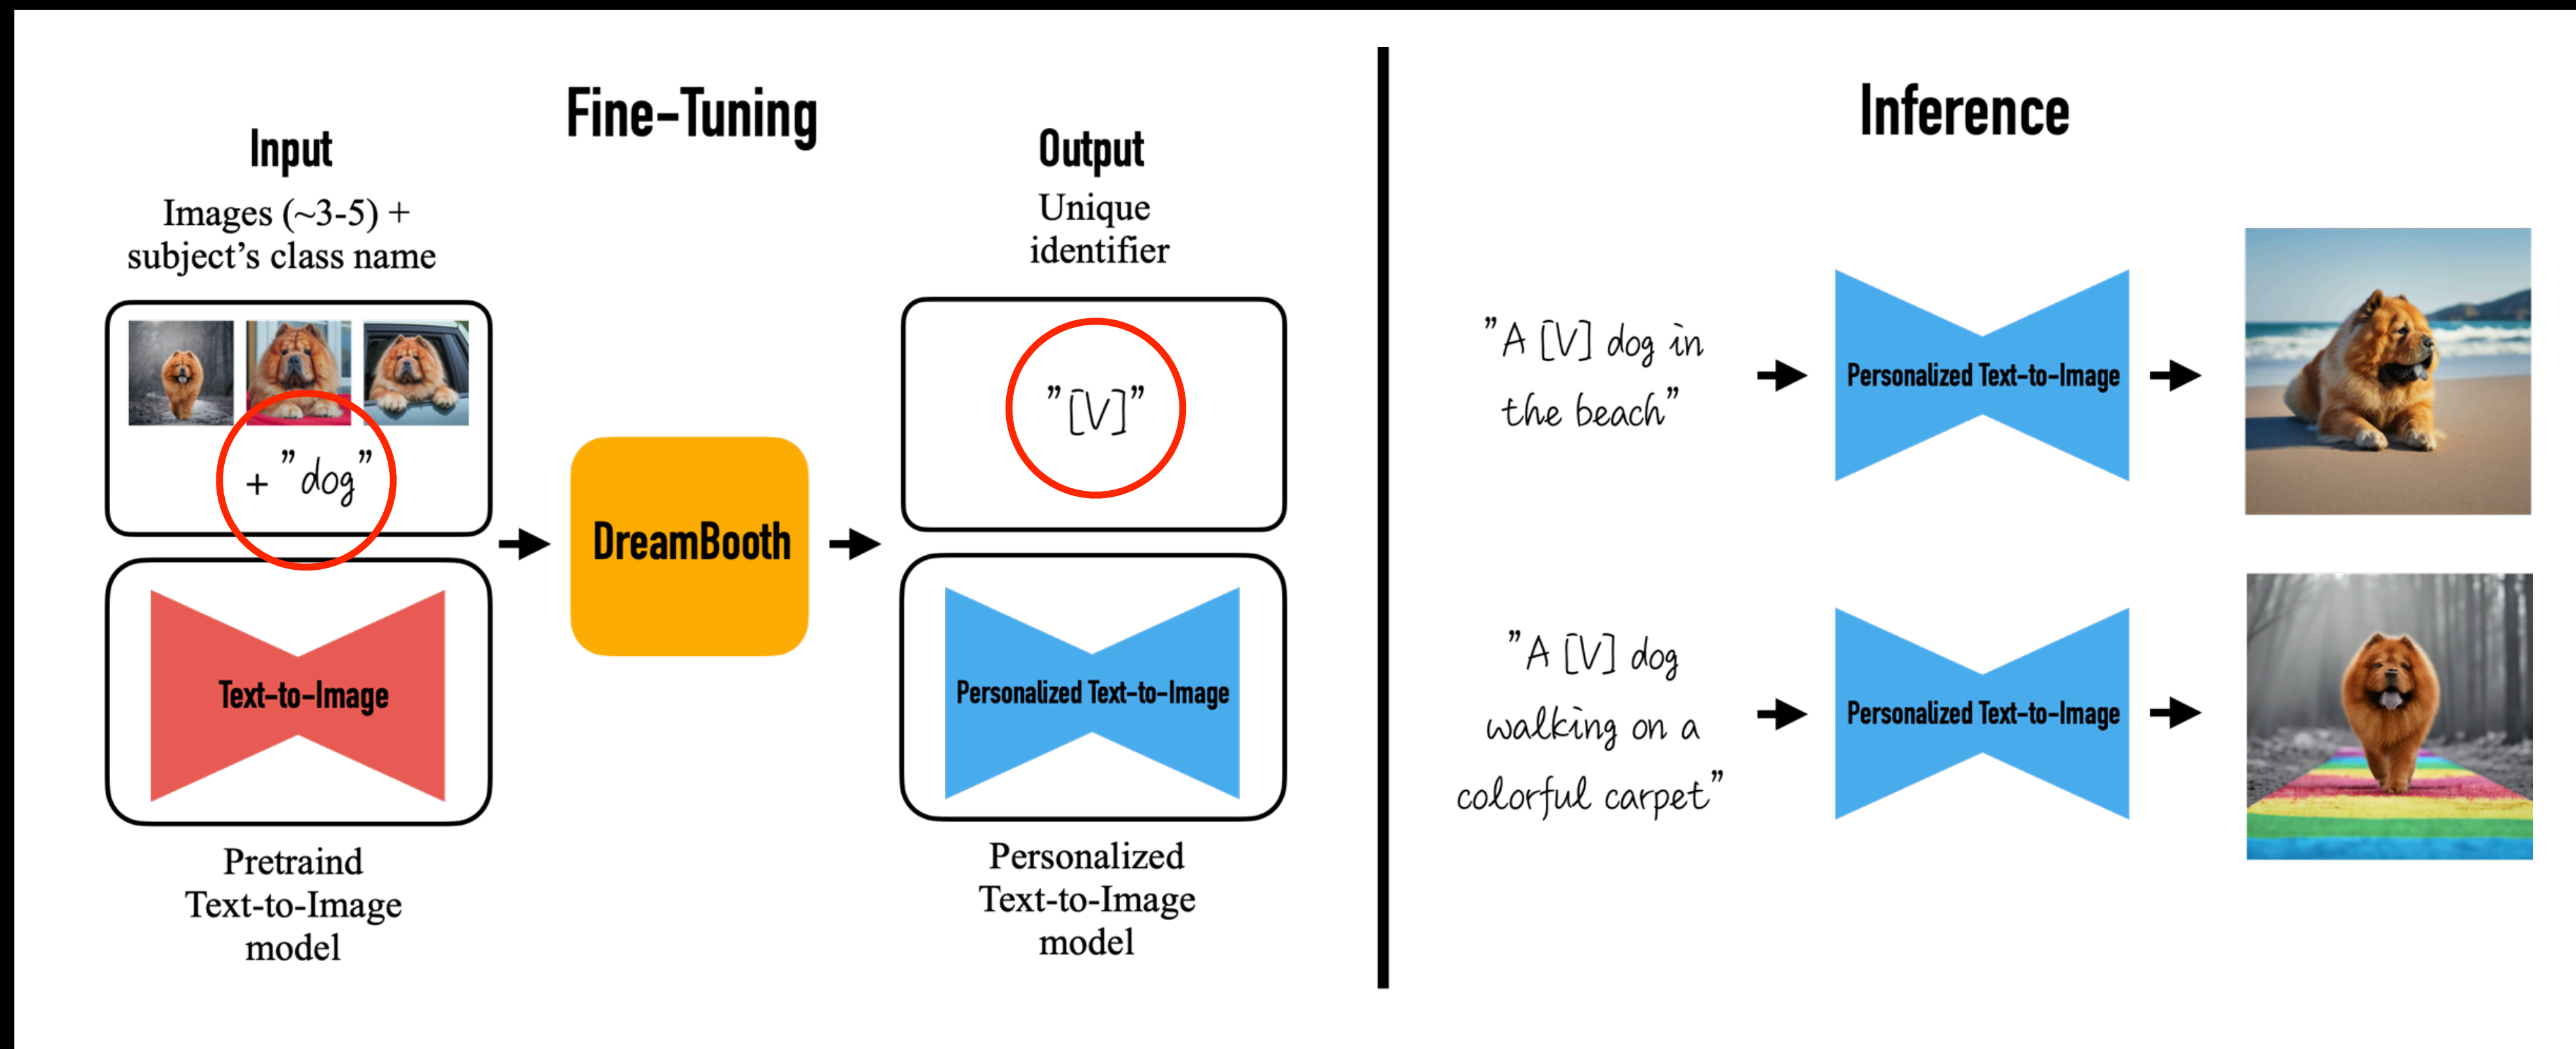 Fine-Tuning
Input
Images (~3-5) +
subject's class name
+ "dog"
Text-to-Image
Pretraind
Text-to-Image
model
DreamBooth
Output
Unique
identifier
"[V]"
Personalized Text-to-Image
Personalized
Text-to-Image
model
Inference
"A [V] dog in
the beach"
Personalized Text-to-Image
"A [V] dog
walking on a
colorful carpet"
Personalized Text-to-Image